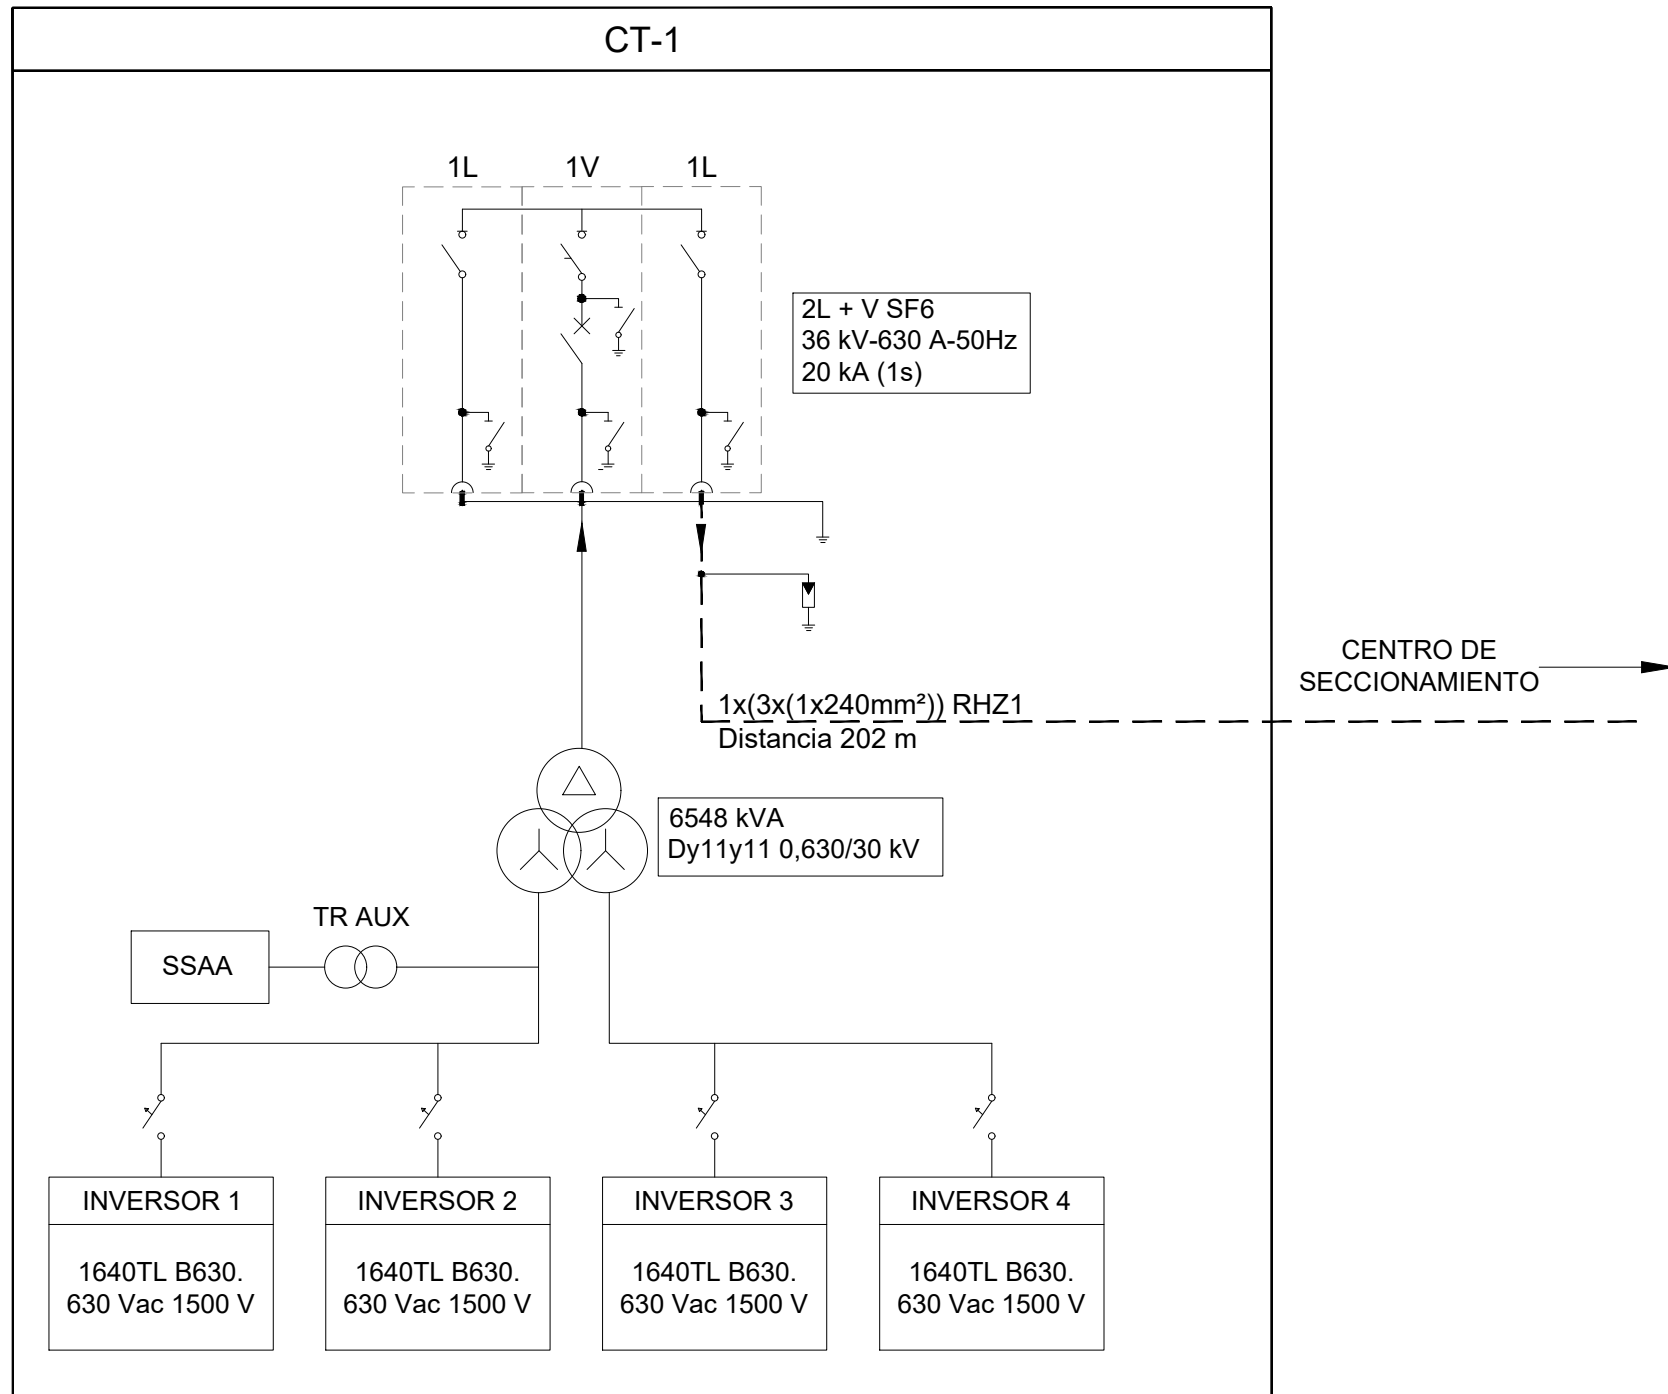 CT-1
1L
1V
1L
2L + V SF6
36 kV-630 A-50Hz
20 kA (1s)
CENTRO DE
SECCIONAMIENTO
1x(3x(1x240mm²)) RHZ1
Distancia 202 m
6548 kVA
Dy11y11 0,630/30 kV
TR AUX
SSAA
INVERSOR 1
1640TL B630.
630 Vac 1500 V
INVERSOR 2
1640TL B630.
630 Vac 1500 V
INVERSOR 3
1640TL B630.
630 Vac 1500 V
INVERSOR 4
1640TL B630.
630 Vac 1500 V